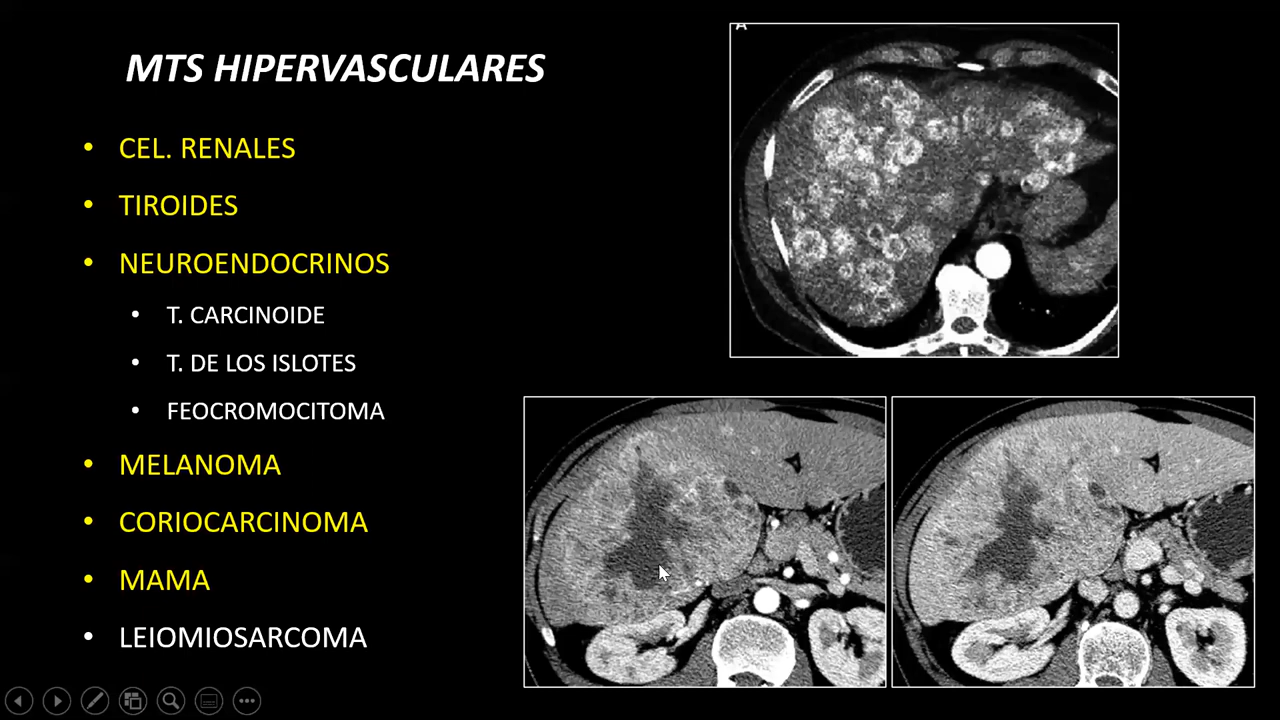 MTS HIPERVASCULARES
• CEL. RENALES
• TIROIDES
• NEUROENDOCRINOS
• T. CARCINOIDE
• T. DE LOS ISLOTES
• FEOCROMOCITOMA
• MELANOMA
• CORIOCARCINOMA
• MAMA
• LEIOMIOSARCOMA
A